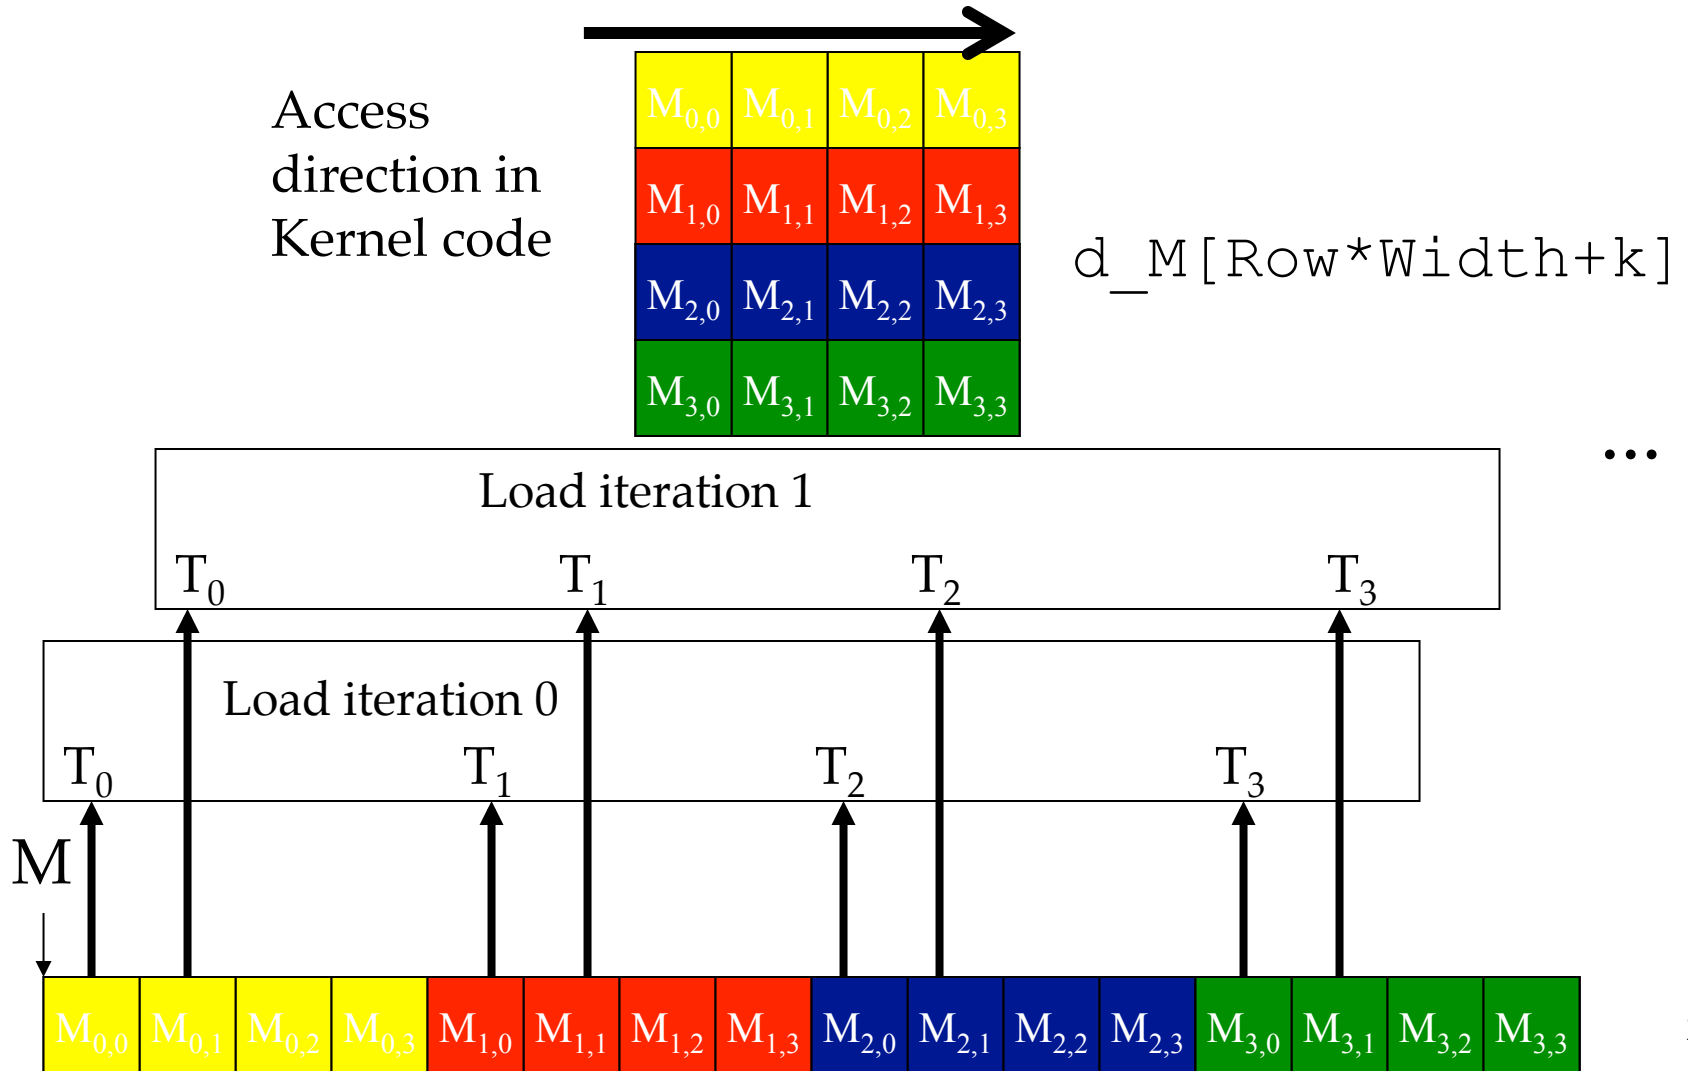 Access
direction in
Kernel code
M0,0 M0,1 M0,2 M0,3
M1,0 M1,1 M1,2 M1,3
M2,0 M2,1 M2,2 M2,3
M3,0 M3,1 M3,2 M3,3
d_M[Row*Width+k]
...
Load iteration 1
T0 T1 T2 T3
Load iteration 0
T0 T1 T2 T3
M
M0,0 M0,1 M0,2 M0,3 M1,0 M1,1 M1,2 M1,3 M2,0 M2,1 M2,2 M2,3 M3,0 M3,1 M3,2 M3,3